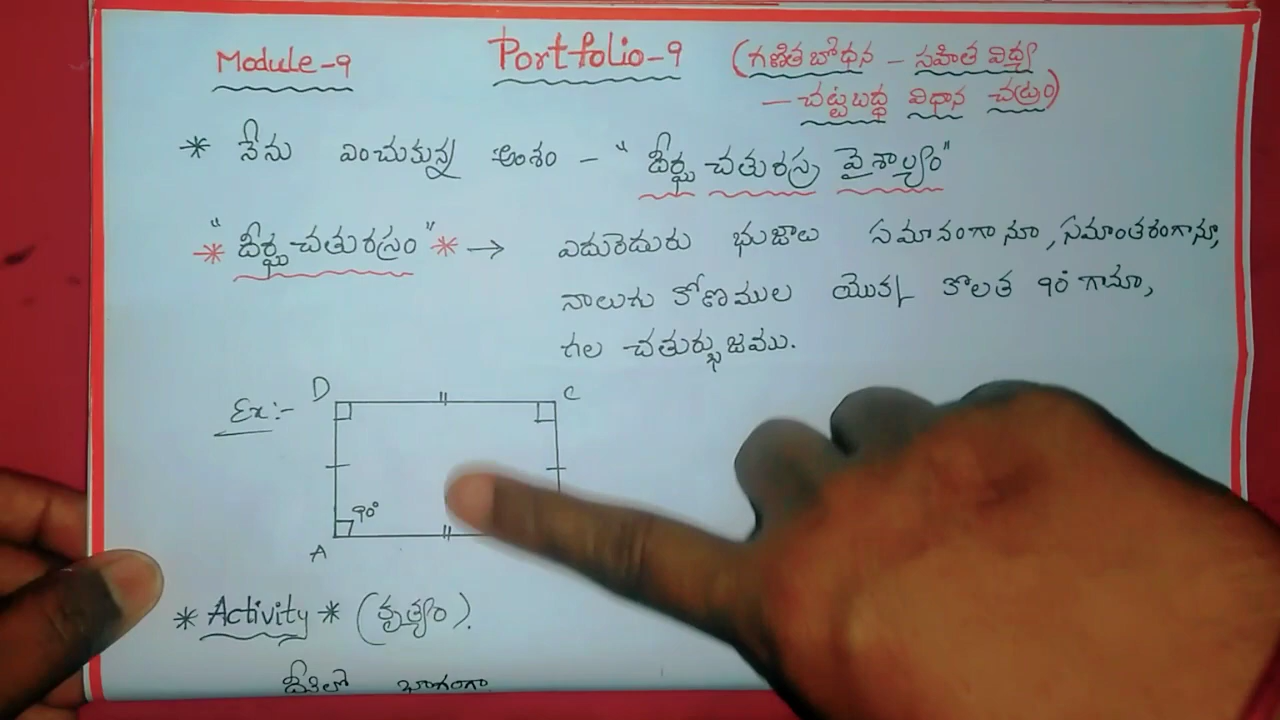 Module-9 Portfolio-9 (గణిత బోధన - సహిత విద్య
- చట్టబద్ధ విధాన చట్రం)
* నేను ఎంచుకున్న అంశం - "దీర్ఘ చతురస్ర వైశాల్యం"
* "దీర్ఘచతురస్రం" * → ఎదురెదురు భుజాలు సమానంగానూ, సమాంతరంగానూ,
నాలుగు కోణముల యొక్క కొలత 90° గానూ,
గల చతుర్భుజము.
Ex:- D C
90°
A
* Activity * (కృత్యం).
దీనిలో భాగంగా